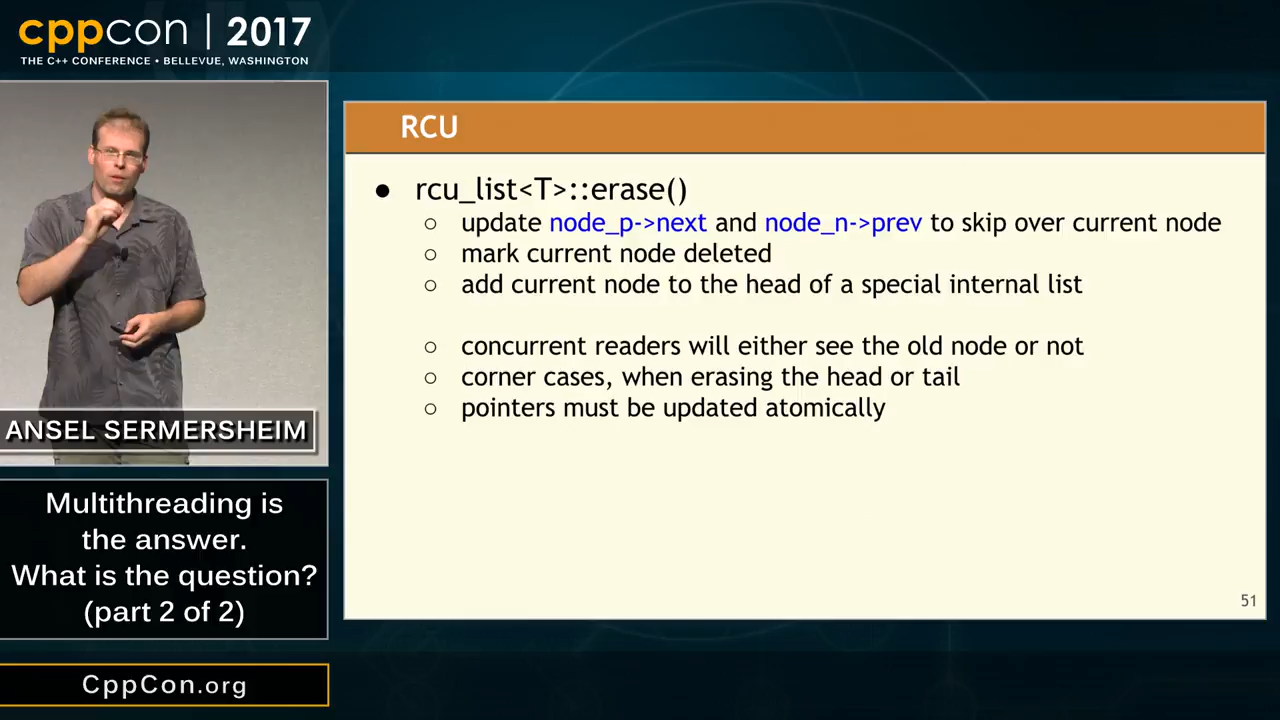 cppcon | 2017
THE C++ CONFERENCE • BELLEVUE, WASHINGTON
RCU
● rcu_list<T>::erase()
○ update node_p->next and node_n->prev to skip over current node
○ mark current node deleted
○ add current node to the head of a special internal list
○ concurrent readers will either see the old node or not
○ corner cases, when erasing the head or tail
○ pointers must be updated atomically
51
ANSEL SERMERSHEIM
Multithreading is
the answer.
What is the question?
(part 2 of 2)
CppCon.org